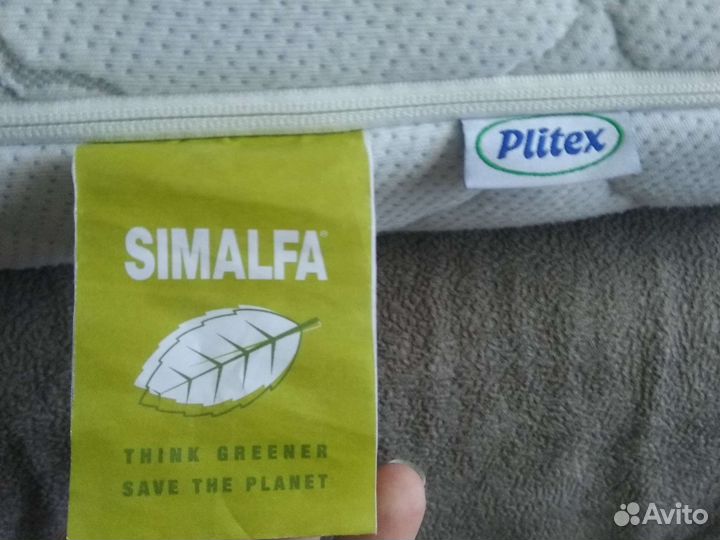 Plitex
SIMALFA®
THINK GREENER
SAVE THE PLANET
Avito